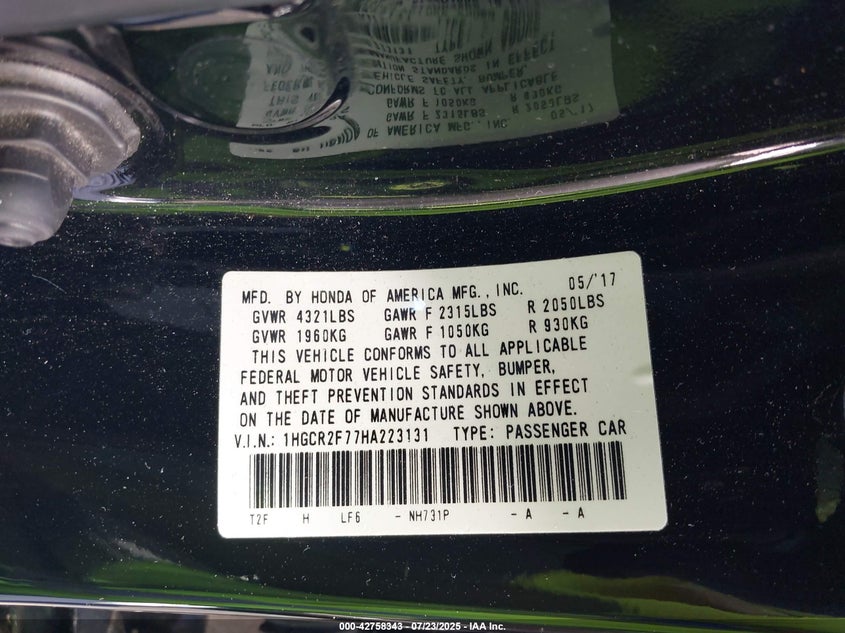 MFD. BY HONDA OF AMERICA MFG., INC. 05/'17
GVWR 4321LBS GAWR F 2315LBS R 2050LBS
GVWR 1960KG GAWR F 1050KG R 930KG
THIS VEHICLE CONFORMS TO ALL APPLICABLE
FEDERAL MOTOR VEHICLE SAFETY, BUMPER,
AND THEFT PREVENTION STANDARDS IN EFFECT
ON THE DATE OF MANUFACTURE SHOWN ABOVE.
V.I.N.: 1HGCR2F77HA223131 TYPE: PASSENGER CAR
T2F H LF6 - NH731P - A - A
000-42758343 / 07/23/2025 - IAA Inc.